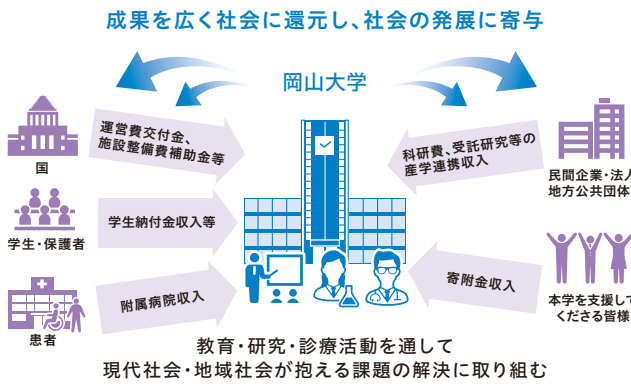 成果を広く社会に還元し、社会の発展に寄与
岡山大学
運営費交付金、
施設整備費補助金等
国
学生納付金収入等
学生・保護者
附属病院収入
患者
科研費、受託研究等の
産学連携収入
民間企業・法人
地方公共団体
寄附金収入
本学を支援して
くださる皆様
教育・研究・診療活動を通して
現代社会・地域社会が抱える課題の解決に取り組む